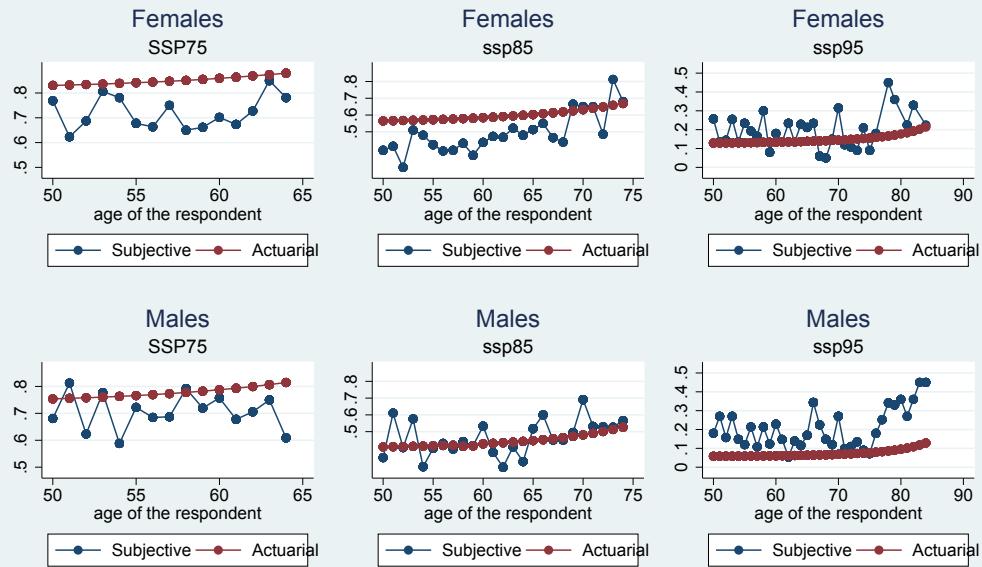 Females
SSP75
.8
.7
.6
.5
50
55
60
65
age of the respondent
Subjective
Actuarial
Females
ssp85
.8
.7
.6
.5
50
55
60
65
70
75
age of the respondent
Subjective
Actuarial
Females
ssp95
.5
.4
.3
.2
.1
0
50
60
70
80
90
age of the respondent
Subjective
Actuarial
Males
SSP75
.8
.7
.6
.5
50
55
60
65
age of the respondent
Subjective
Actuarial
Males
ssp85
.8
.7
.6
.5
50
55
60
65
70
75
age of the respondent
Subjective
Actuarial
Males
ssp95
.5
.4
.3
.2
.1
0
50
60
70
80
90
age of the respondent
Subjective
Actuarial